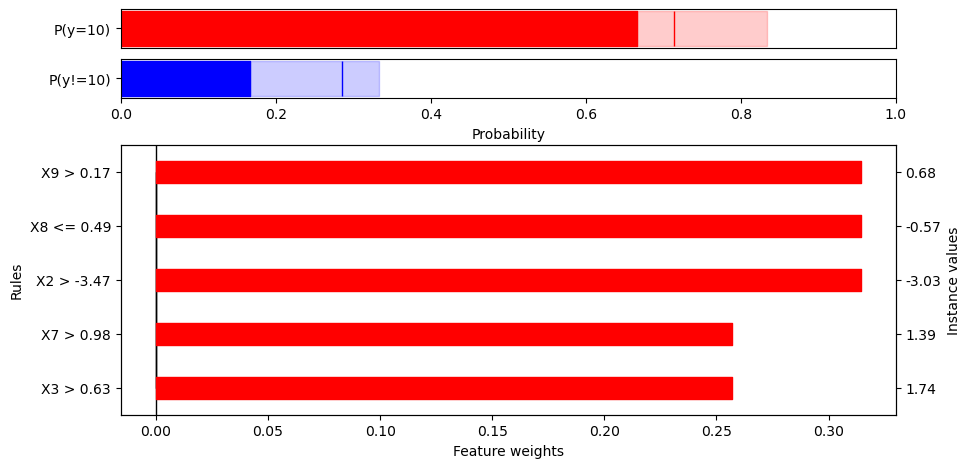 P(y=10)
P(y!=10)
0.0 0.2 0.4 0.6 0.8 1.0
Probability
X9 > 0.17 0.68
X8 <= 0.49 -0.57
X2 > -3.47 -3.03
X7 > 0.98 1.39
X3 > 0.63 1.74
Rules
Instance values
0.00 0.05 0.10 0.15 0.20 0.25 0.30
Feature weights